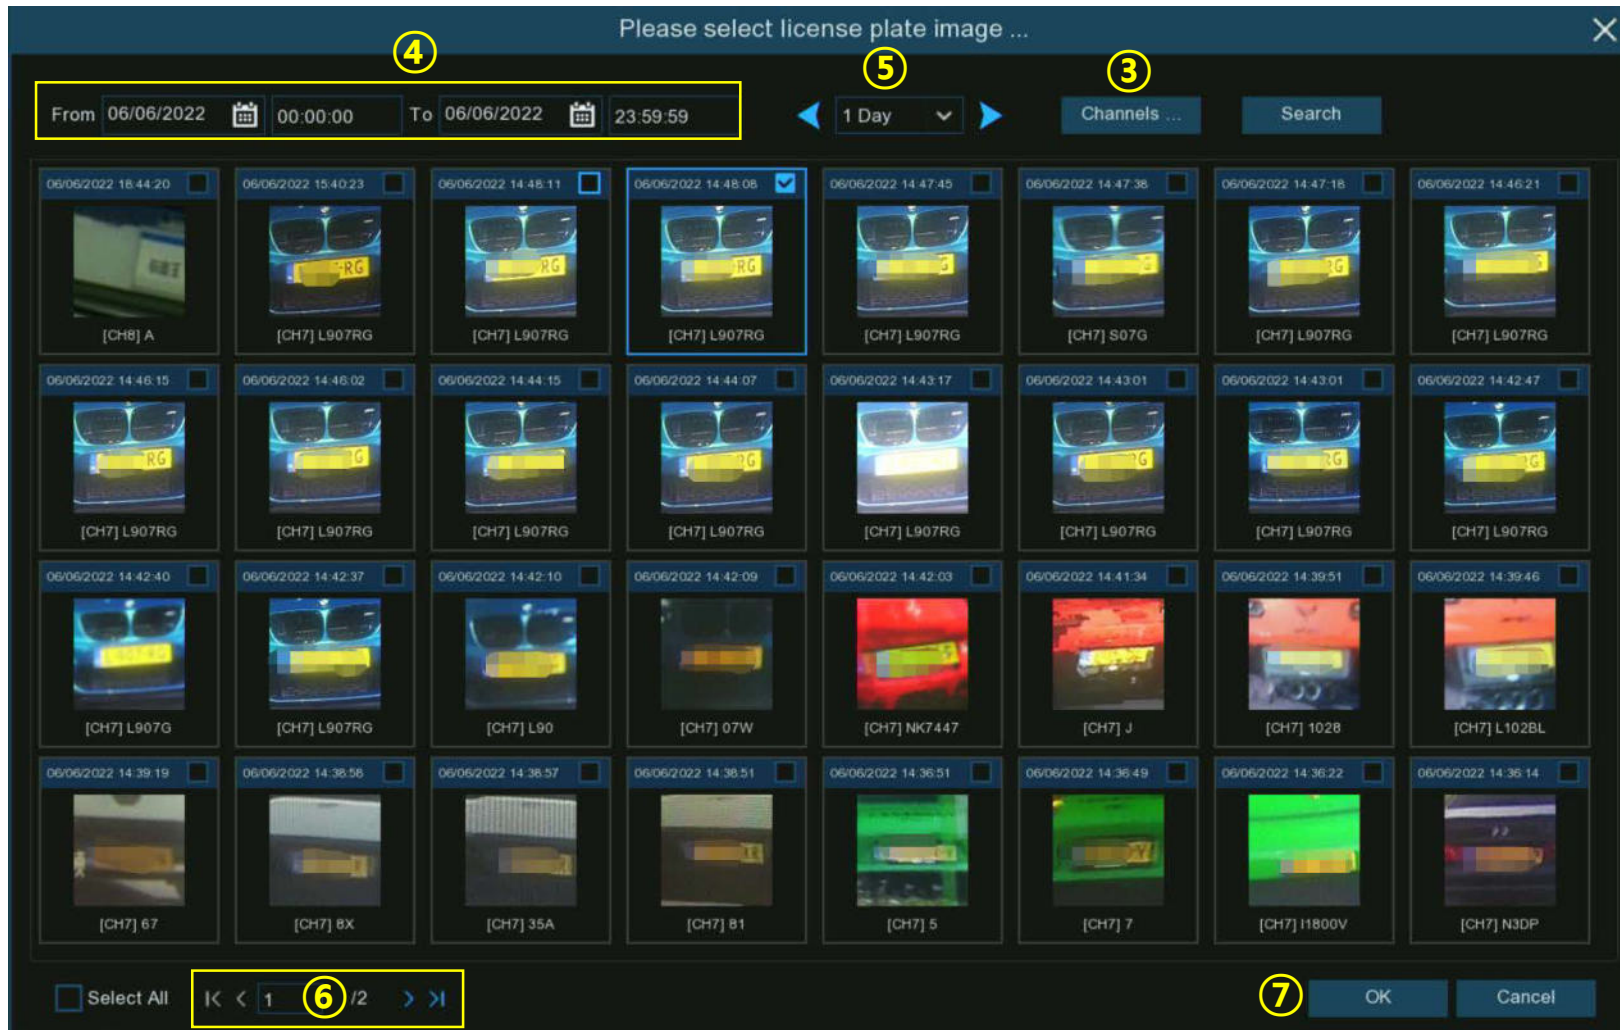 Please select license plate image ...
④ ⑤ ③
From 06/06/2022 00:00:00 To 06/06/2022 23:59:59 1 Day Channels ... Search
06/06/2022 18:44:20 06/06/2022 15:40:23 06/06/2022 14:48:11 06/06/2022 14:48:08 06/06/2022 14:47:45 06/06/2022 14:47:38 06/06/2022 14:47:18 06/06/2022 14:46:21
RG RG RG G G
[CH8] A [CH7] L907RG [CH7] L907RG [CH7] L907RG [CH7] L907RG [CH7] S07G [CH7] L907RG [CH7] L907RG
06/06/2022 14:46:15 06/06/2022 14:46:02 06/06/2022 14:44:15 06/06/2022 14:44:07 06/06/2022 14:43:17 06/06/2022 14:43:01 06/06/2022 14:43:01 06/06/2022 14:42:47
RG RG G RG RG G
[CH7] L907RG [CH7] L907RG [CH7] L907RG [CH7] L907RG [CH7] L907RG [CH7] L907RG [CH7] L907RG [CH7] L907RG
06/06/2022 14:42:40 06/06/2022 14:42:37 06/06/2022 14:42:10 06/06/2022 14:42:09 06/06/2022 14:42:03 06/06/2022 14:41:34 06/06/2022 14:39:51 06/06/2022 14:39:46
[CH7] L907G [CH7] L907RG [CH7] L90 [CH7] 07W [CH7] NK7447 [CH7] J [CH7] 1028 [CH7] L102BL
06/06/2022 14:39:19 06/06/2022 14:38:58 06/06/2022 14:38:57 06/06/2022 14:38:51 06/06/2022 14:36:51 06/06/2022 14:36:49 06/06/2022 14:36:22 06/06/2022 14:36:14
[CH7] 67 [CH7] 8X [CH7] 35A [CH7] 81 [CH7] 5 [CH7] 7 [CH7] I1800V [CH7] N3DP
Select All 1 ⑥ /2 ⑦ OK Cancel